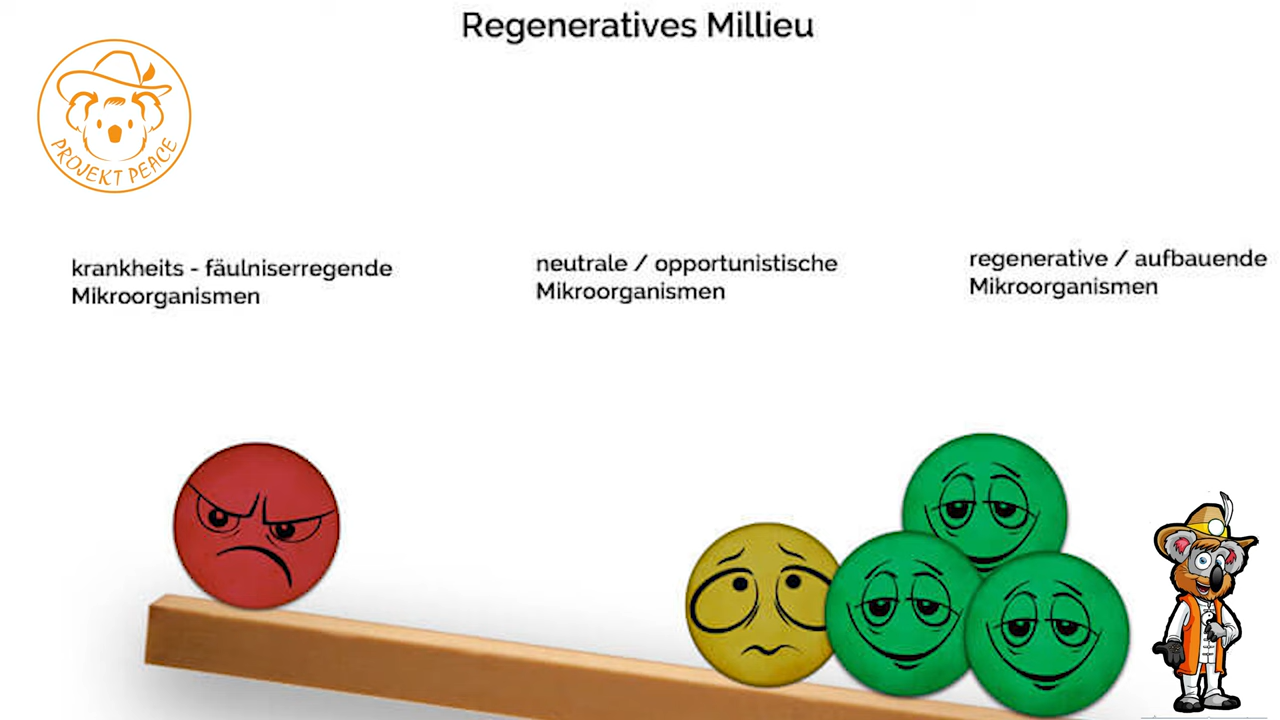 Regeneratives Millieu
PROJEKT PEACE
krankheits - fäulniserregende
Mikroorganismen
neutrale / opportunistische
Mikroorganismen
regenerative / aufbauende
Mikroorganismen